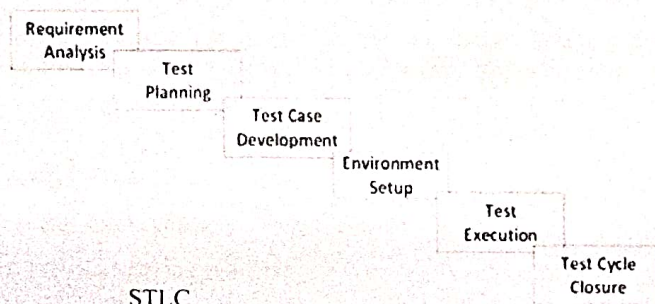 Requirement
Analysis
Test
Planning
Test Case
Development
Environment
Setup
Test
Execution
Test Cycle
Closure
STLC